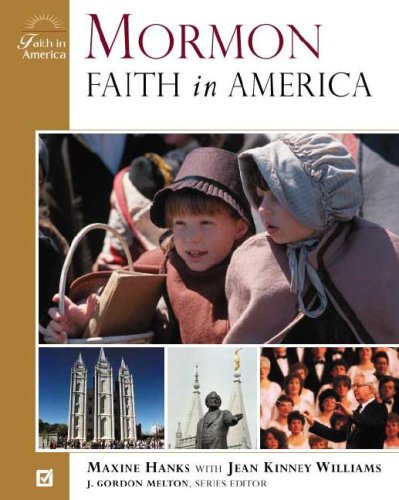 Faith in
America
MORMON
FAITH in AMERICA
MAXINE HANKS WITH JEAN KINNEY WILLIAMS
J. GORDON MELTON, SERIES EDITOR